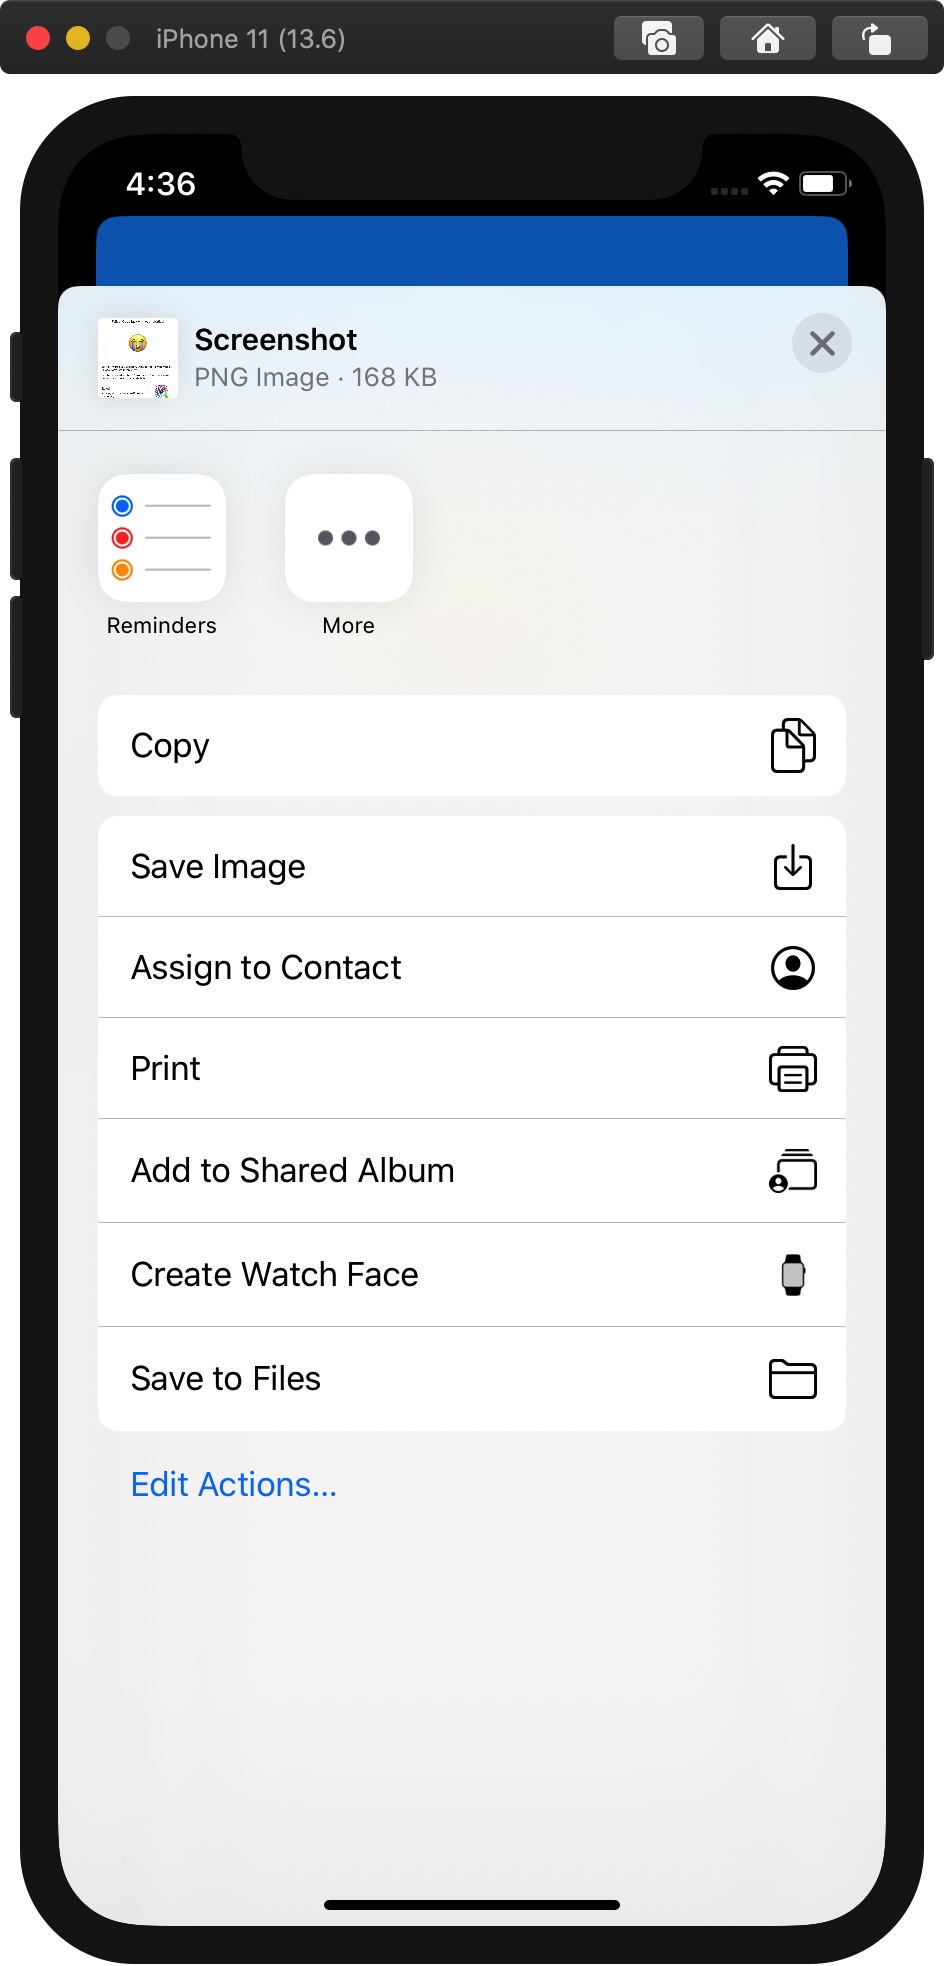 iPhone 11 (13.6)
4:36
Screenshot
PNG Image · 168 KB
Reminders
More
Copy
Save Image
Assign to Contact
Print
Add to Shared Album
Create Watch Face
Save to Files
Edit Actions...